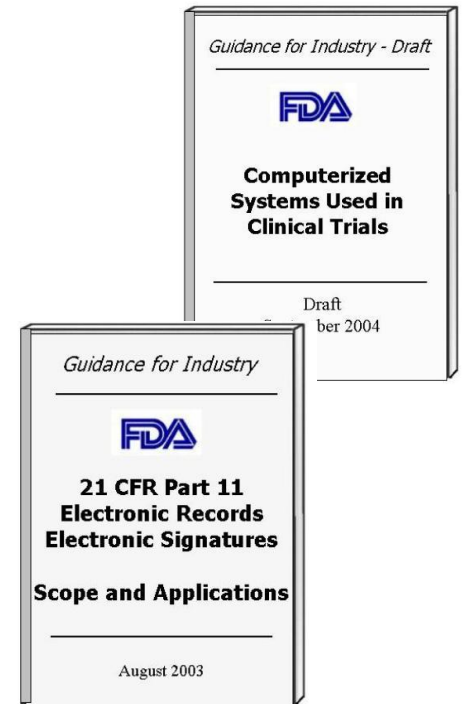 Guidance for Industry - Draft
FDA
Computerized
Systems Used in
Clinical Trials
Draft
ber 2004
Guidance for Industry
FDA
21 CFR Part 11
Electronic Records
Electronic Signatures
Scope and Applications
August 2003